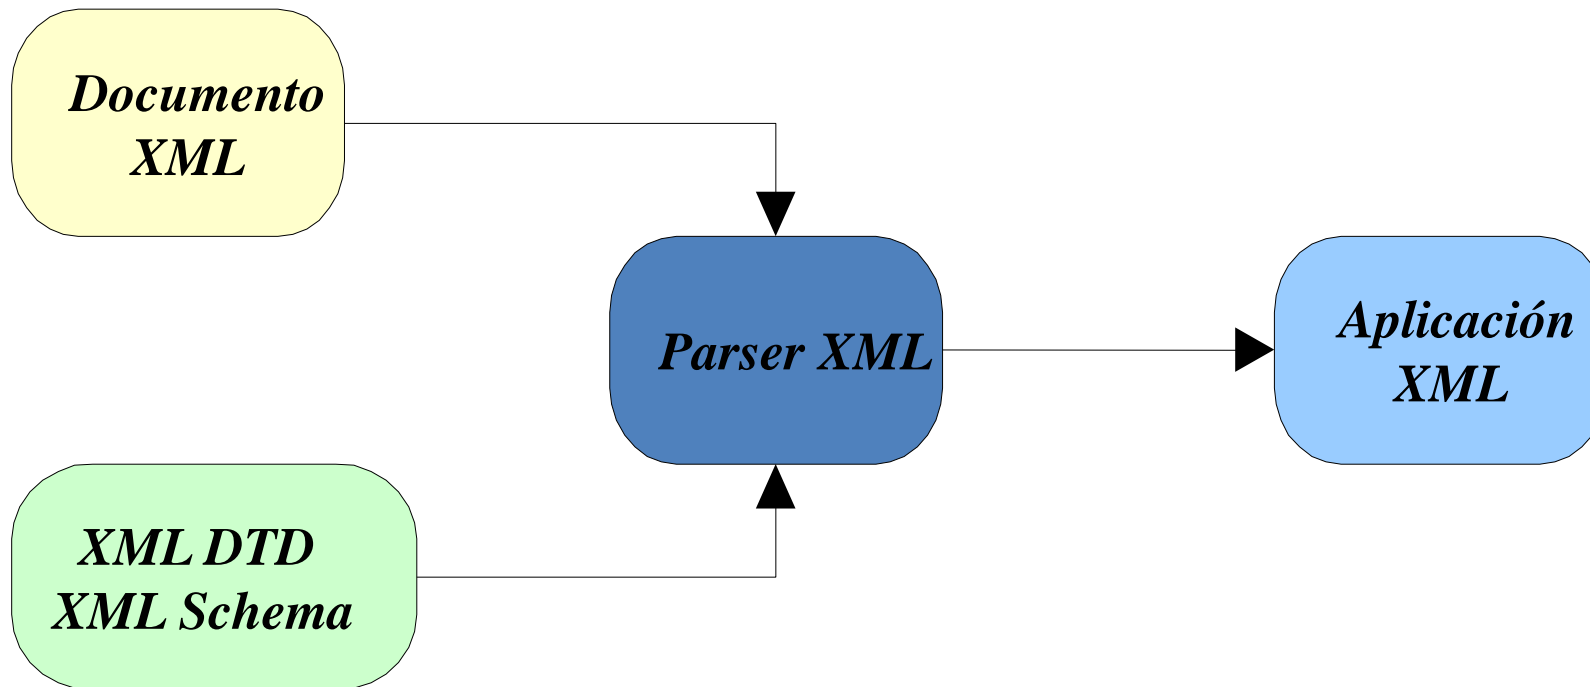 Documento
XML
Parser XML
Aplicación
XML
XML DTD
XML Schema